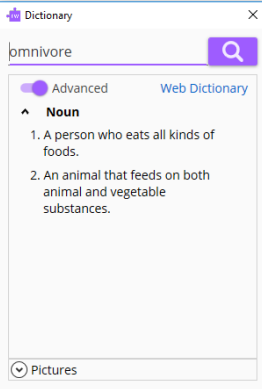 Dictionary
omnivore
Advanced Web Dictionary
Noun
1. A person who eats all kinds of
foods.
2. An animal that feeds on both
animal and vegetable
substances.
Pictures